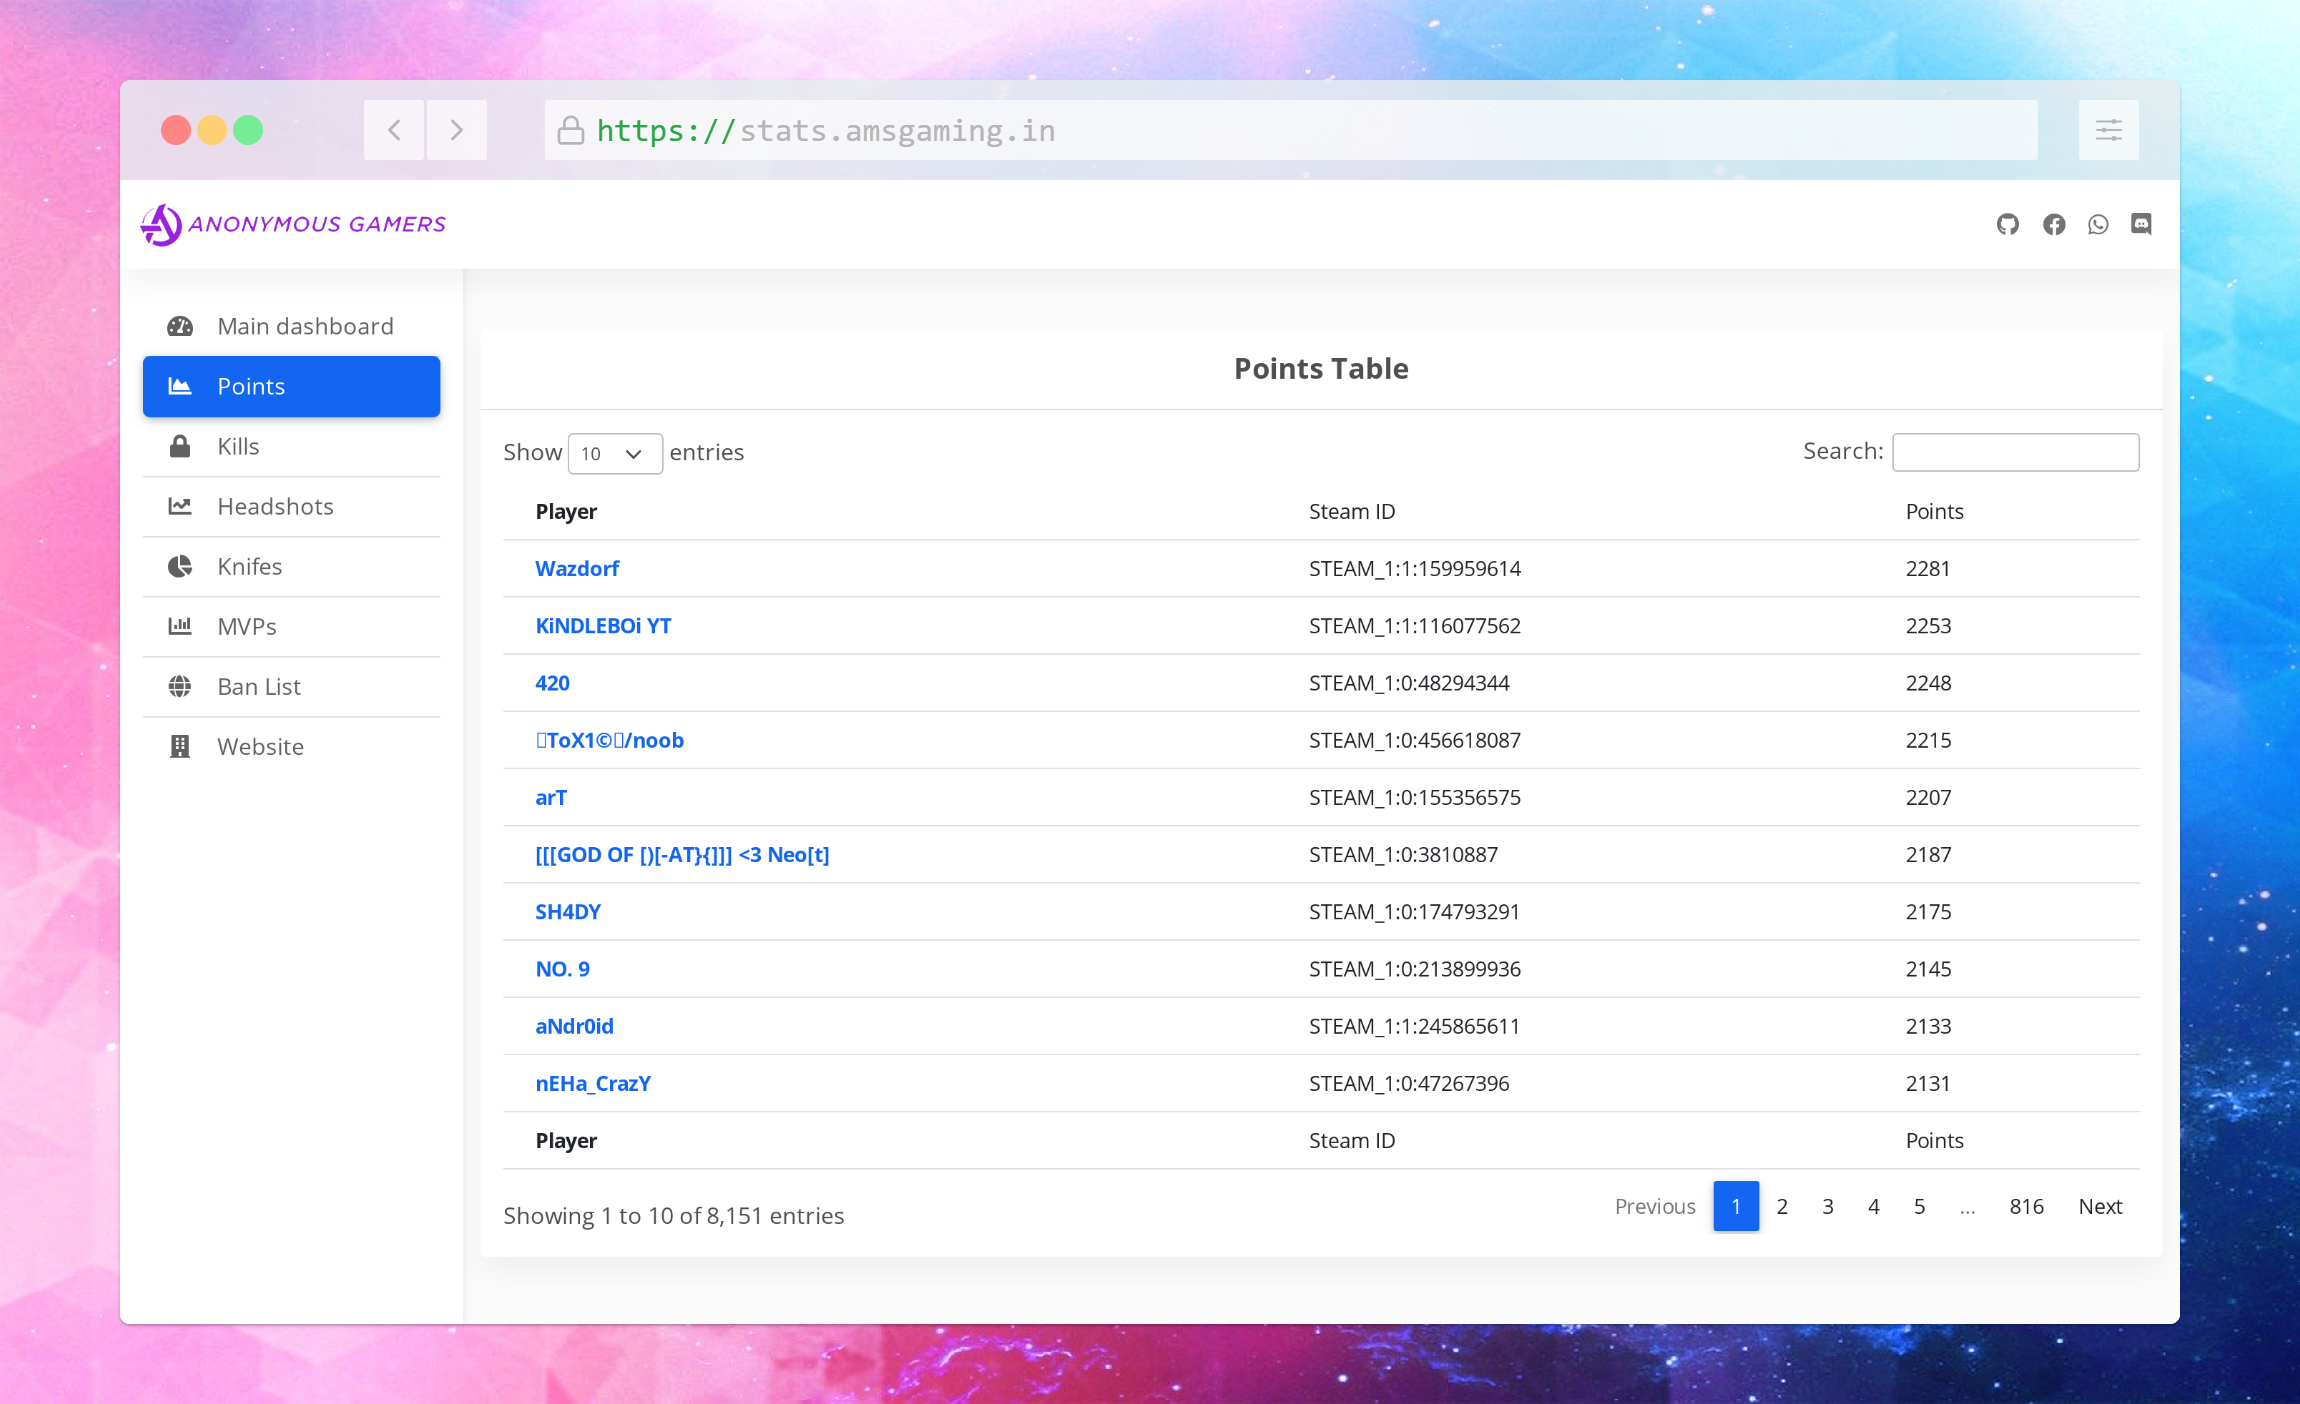 https://stats.amsgaming.in
ANONYMOUS GAMERS
Main dashboard
Points
Kills
Headshots
Knifes
MVPs
Ban List
Website
Points Table
Show 10 entries
Search:
Player Steam ID Points
Wazdorf STEAM_1:1:159959614 2281
KiNDLEBOi YT STEAM_1:1:116077562 2253
420 STEAM_1:0:48294344 2248
▯ToX1©▯/noob STEAM_1:0:456618087 2215
arT STEAM_1:0:155356575 2207
[[[GOD OF [)[-AT}{]]] <3 Neo[t] STEAM_1:0:3810887 2187
SH4DY STEAM_1:0:174793291 2175
NO. 9 STEAM_1:0:213899936 2145
aNdr0id STEAM_1:1:245865611 2133
nEHa_CrazY STEAM_1:0:47267396 2131
Player Steam ID Points
Showing 1 to 10 of 8,151 entries
Previous 1 2 3 4 5 … 816 Next